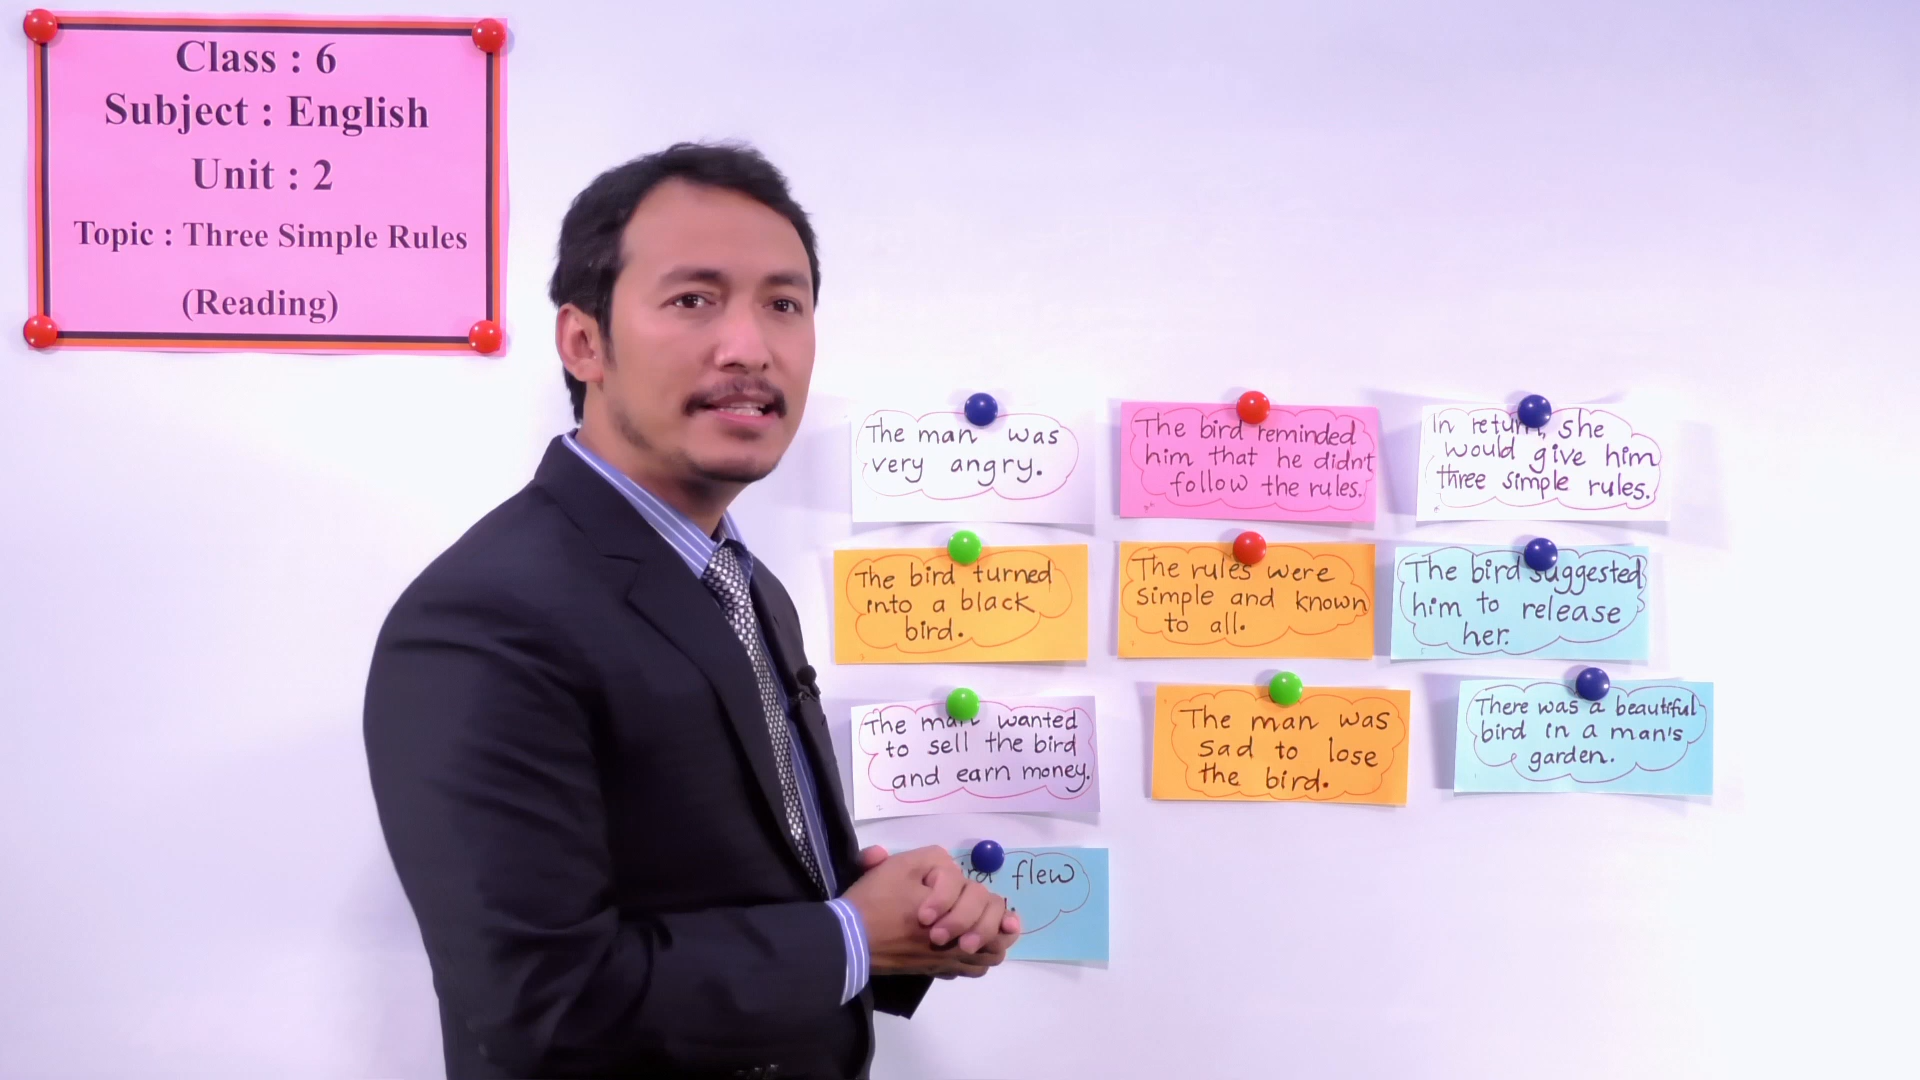 Class : 6
Subject : English
Unit : 2
Topic : Three Simple Rules
(Reading)
The man was
very angry.
The bird reminded
him that he didn't
follow the rules.
In return, she
would give him
three simple rules.
The bird turned
into a black
bird.
The rules were
simple and known
to all.
The bird suggested
him to release
her.
The man wanted
to sell the bird
and earn money.
The man was
sad to lose
the bird.
There was a beautiful
bird in a man's
garden.
flew